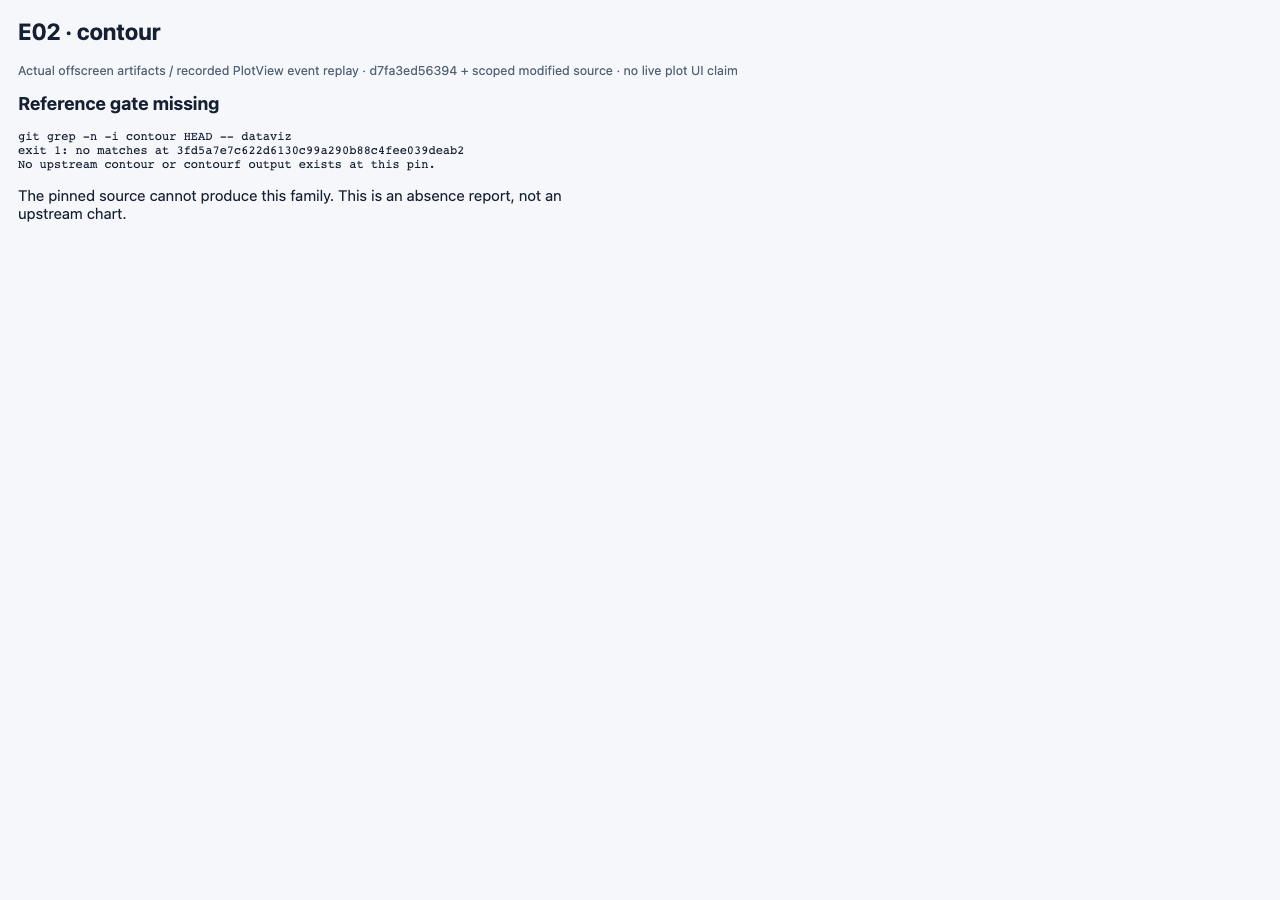 E02 · contour
Actual offscreen artifacts / recorded PlotView event replay · d7fa3ed56394 + scoped modified source · no live plot UI claim
Reference gate missing
git grep -n -i contour HEAD -- dataviz
exit 1: no matches at 3fd5a7e7c622d6130c99a290b88c4fee039deab2
No upstream contour or contourf output exists at this pin.
The pinned source cannot produce this family. This is an absence report, not an
upstream chart.